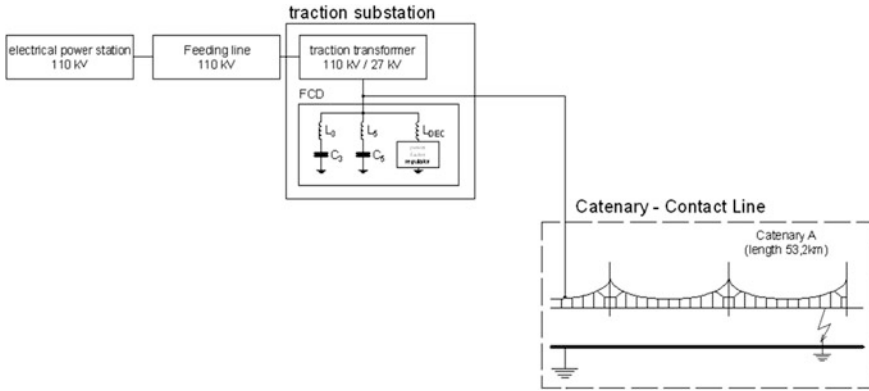 traction substation
electrical power station
110 kV
Feeding line
110 kV
traction transformer
110 kV / 27 kV
FCD
L3
L5
LDEC
C3
C5
regulator
Catenary - Contact Line
Catenary A
(length 53,2km)